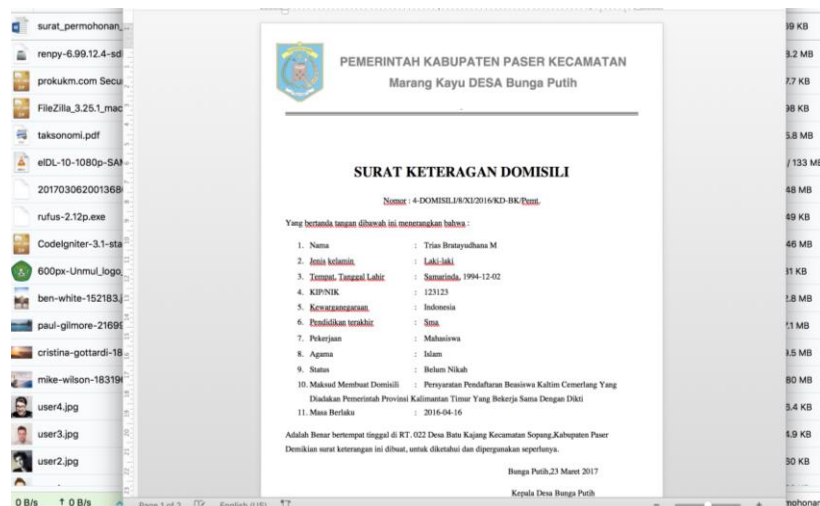 surat_permohonan_
renpy-6.99.12.4-sd
prokukm.com Secu
FileZilla_3.25.1_mac
taksonomi.pdf
elDL-10-1080p-SAM
201703062001368
rufus-2.12p.exe
CodeIgniter-3.1-sta
600px-Unmul_logo_
ben-white-152183.j
paul-gilmore-21699
cristina-gottardi-18
mike-wilson-18319
user4.jpg
user3.jpg
user2.jpg
0 B/s ↑ 0 B/s
PEMERINTAH KABUPATEN PASER KECAMATAN
Marang Kayu DESA Bunga Putih
SURAT KETERAGAN DOMISILI
Nomor : 4-DOMISILI/8/XI/2016/KD-BK/Pemt.
Yang bertanda tangan dibawah ini menerangkan bahwa :
1. Nama : Trias Bratayudhana M
2. Jenis kelamin : Laki-laki
3. Tempat, Tanggal Lahir : Samarinda, 1994-12-02
4. KIP/NIK : 123123
5. Kewarganegaraan : Indonesia
6. Pendidikan terakhir : Sma
7. Pekerjaan : Mahasiswa
8. Agama : Islam
9. Status : Belum Nikah
10. Maksud Membuat Domisili : Persyaratan Pendaftaran Beasiswa Kaltim Cemerlang Yang
Diadakan Pemerintah Provinsi Kalimantan Timur Yang Bekerja Sama Dengan Dikti
11. Masa Berlaku : 2016-04-16
Adalah Benar bertempat tinggal di RT. 022 Desa Batu Kajang Kecamatan Sopang,Kabupaten Paser
Demikian surat keterangan ini dibuat, untuk diketahui dan dipergunakan seperlunya.
Bunga Putih,23 Maret 2017
Kepala Desa Bunga Putih
Page 1 of 2 English (US)
69 KB
8.2 MB
7.7 KB
98 KB
5.8 MB
/ 133 MB
48 MB
49 KB
46 MB
31 KB
2.8 MB
7.1 MB
9.5 MB
80 MB
6.4 KB
4.9 KB
60 KB
mohonan